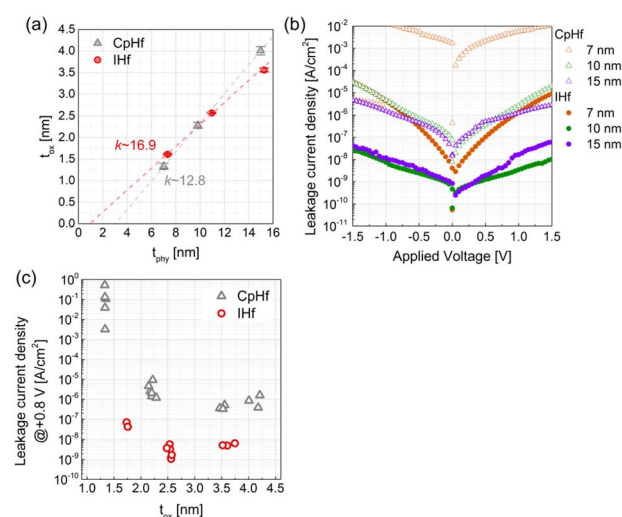 (a)
4.5
4.0
3.5
3.0
2.5
2.0
1.5
1.0
0.5
0.0
t_ox [nm]
CpHf
IHf
k~16.9
k~12.8
0 2 4 6 8 10 12 14 16
t_phy [nm]
(b)
10^-2
10^-3
10^-4
10^-5
10^-6
10^-7
10^-8
10^-9
10^-10
10^-11
Leakage current density [A/cm²]
-1.5 -1.0 -0.5 0.0 0.5 1.0 1.5
Applied Voltage [V]
CpHf
7 nm
10 nm
15 nm
IHf
7 nm
10 nm
15 nm
(c)
10^0
10^-1
10^-2
10^-3
10^-4
10^-5
10^-6
10^-7
10^-8
10^-9
10^-10
Leakage current density
@+0.8 V [A/cm²]
CpHf
IHf
1.0 1.5 2.0 2.5 3.0 3.5 4.0 4.5
t_ox [nm]